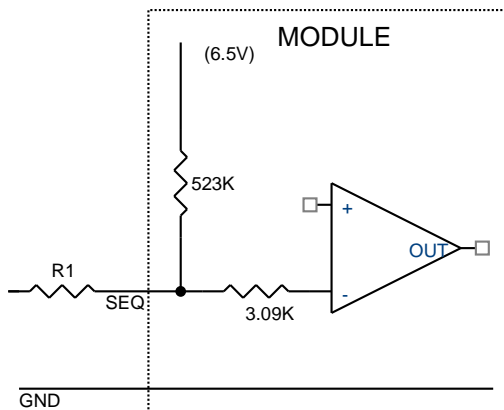 MODULE
(6.5V)
523K
+
OUT
R1
SEQ
-
3.09K
GND